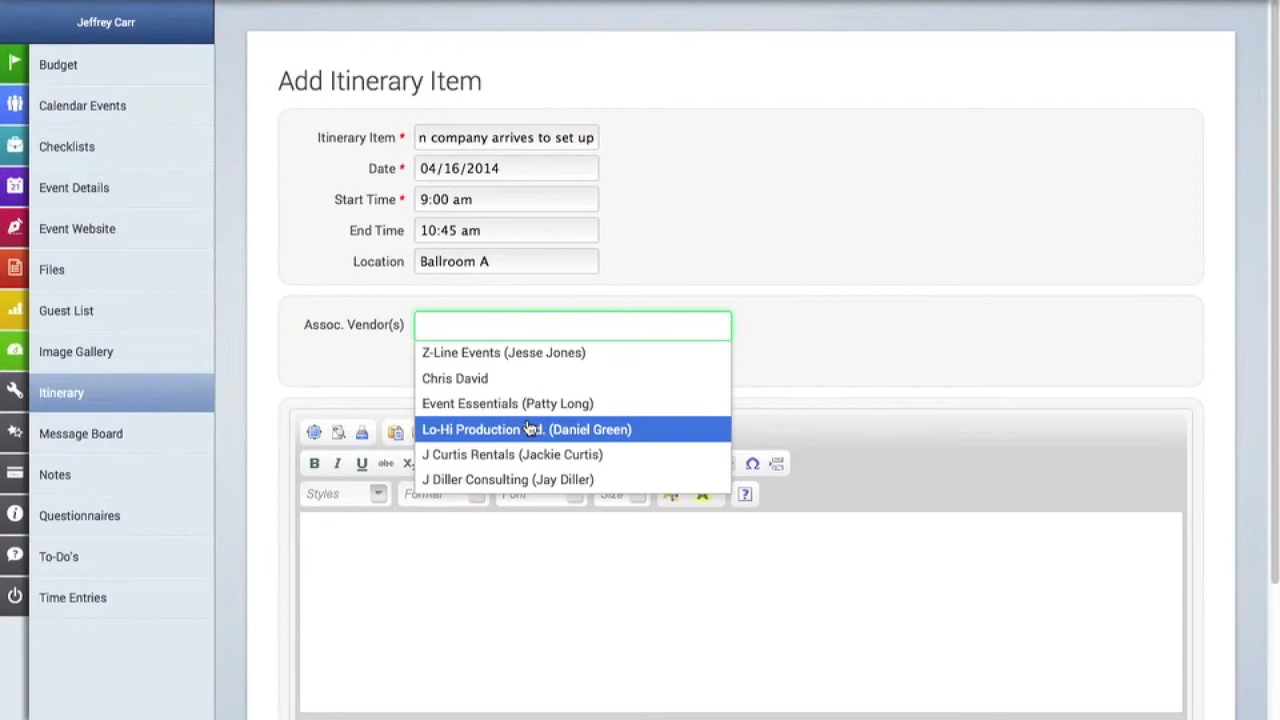 Jeffrey Carr
Budget
Calendar Events
Checklists
Event Details
Event Website
Files
Guest List
Image Gallery
Itinerary
Message Board
Notes
Questionnaires
To-Do's
Time Entries
Add Itinerary Item
Itinerary Item * n company arrives to set up
Date * 04/16/2014
Start Time * 9:00 am
End Time 10:45 am
Location Ballroom A
Assoc. Vendor(s)
Z-Line Events (Jesse Jones)
Chris David
Event Essentials (Patty Long)
Lo-Hi Production (Daniel Green)
J Curtis Rentals (Jackie Curtis)
J Diller Consulting (Jay Diller)
B I U abc X
Styles Format Font Size